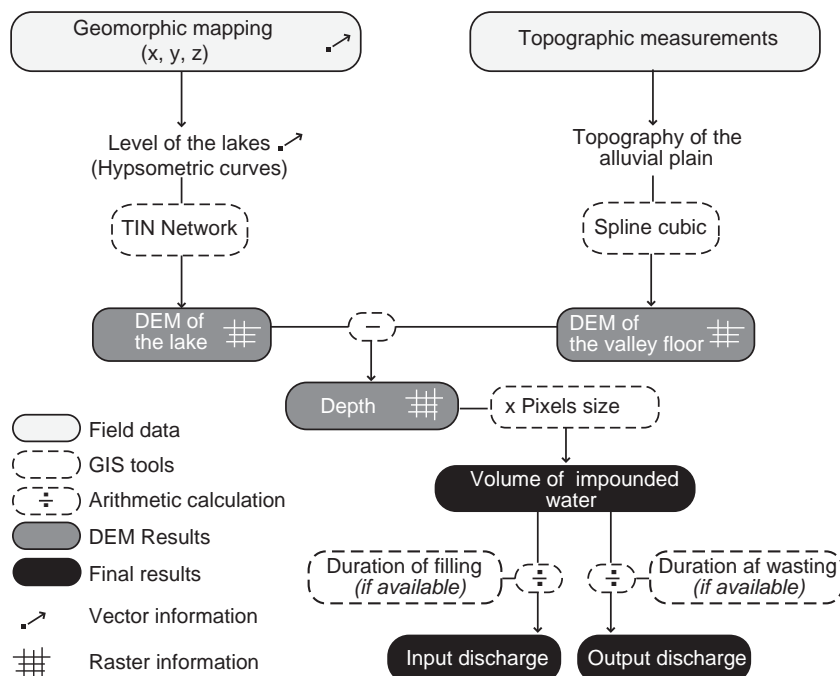 Geomorphic mapping
(x, y, z)
Topographic measurements
Level of the lakes
(Hypsometric curves)
Topography of the
alluvial plain
TIN Network
Spline cubic
DEM of
the lake
–
DEM of
the valley floor
Depth
x Pixels size
Field data
GIS tools
÷ Arithmetic calculation
DEM Results
Final results
Vector information
Raster information
Volume of impounded
water
Duration of filling
(if available)
÷
÷
Duration af wasting
(if available)
Input discharge
Output discharge